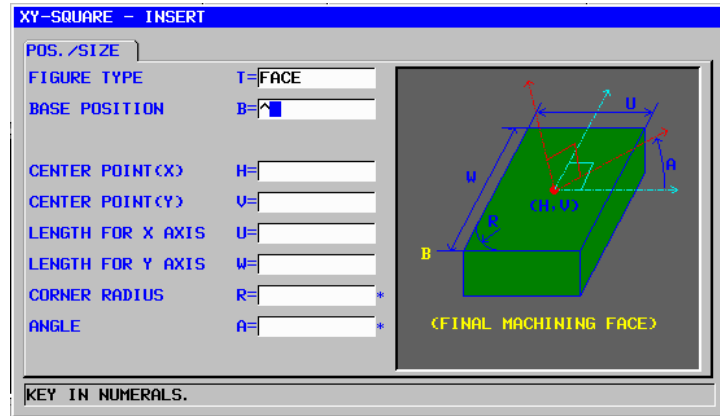 XY-SQUARE - INSERT
POS./SIZE
FIGURE TYPE T=FACE
BASE POSITION B=^
CENTER POINT(X) H=
CENTER POINT(Y) V=
LENGTH FOR X AXIS U=
LENGTH FOR Y AXIS W=
CORNER RADIUS R= *
ANGLE A= *
U
W
A
(H,V)
R
B
(FINAL MACHINING FACE)
KEY IN NUMERALS.